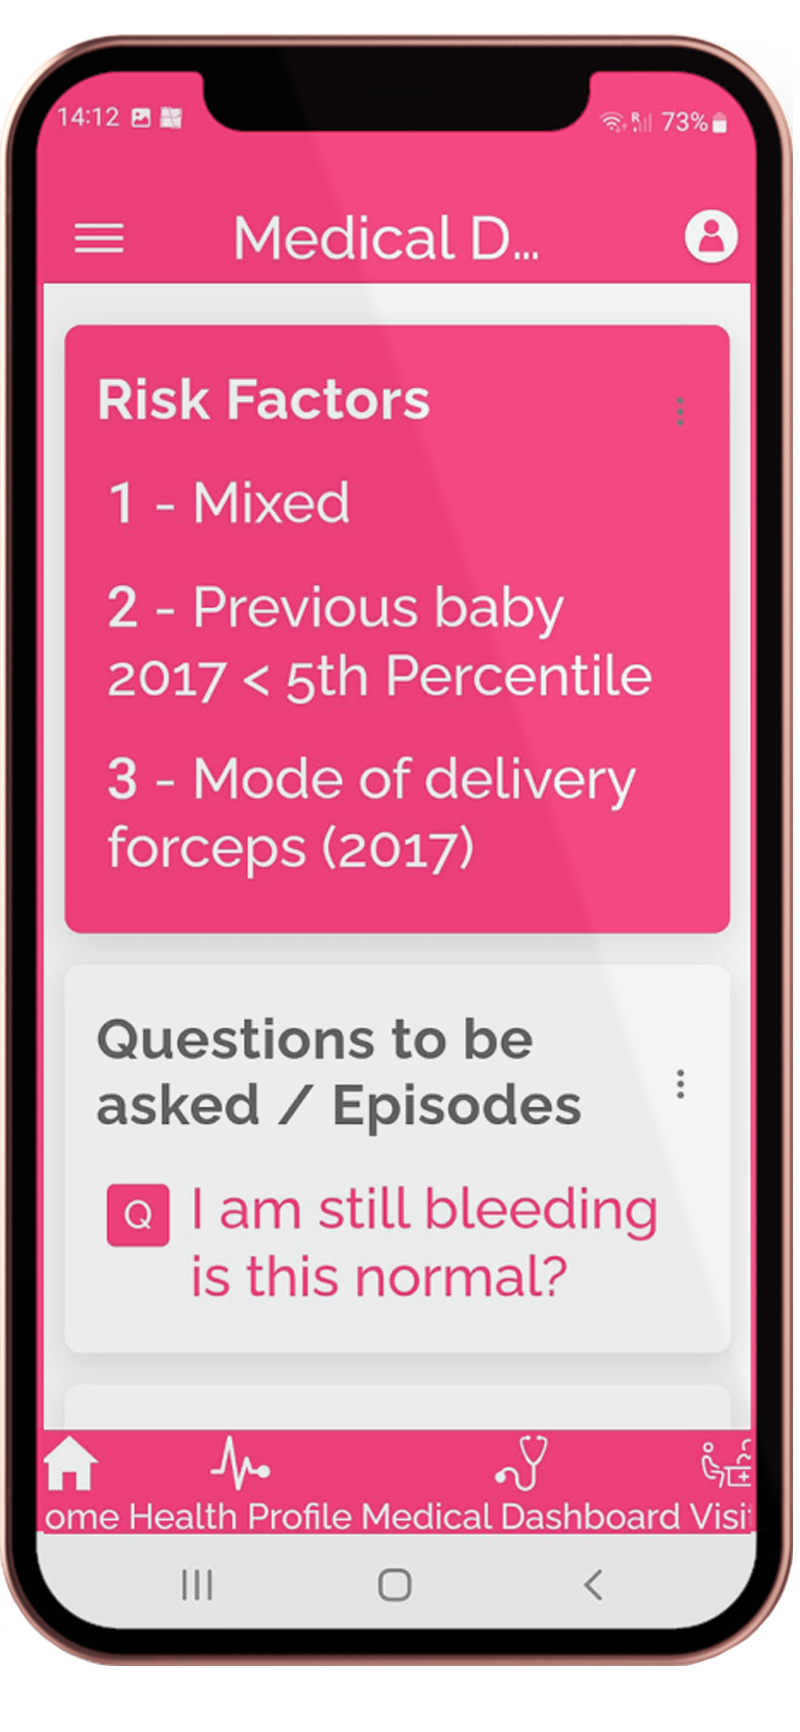 14:12
R 73%
Medical D...
Risk Factors
1 - Mixed
2 - Previous baby
2017 < 5th Percentile
3 - Mode of delivery
forceps (2017)
Questions to be
asked / Episodes
Q I am still bleeding
is this normal?
ome Health Profile Medical Dashboard Visi